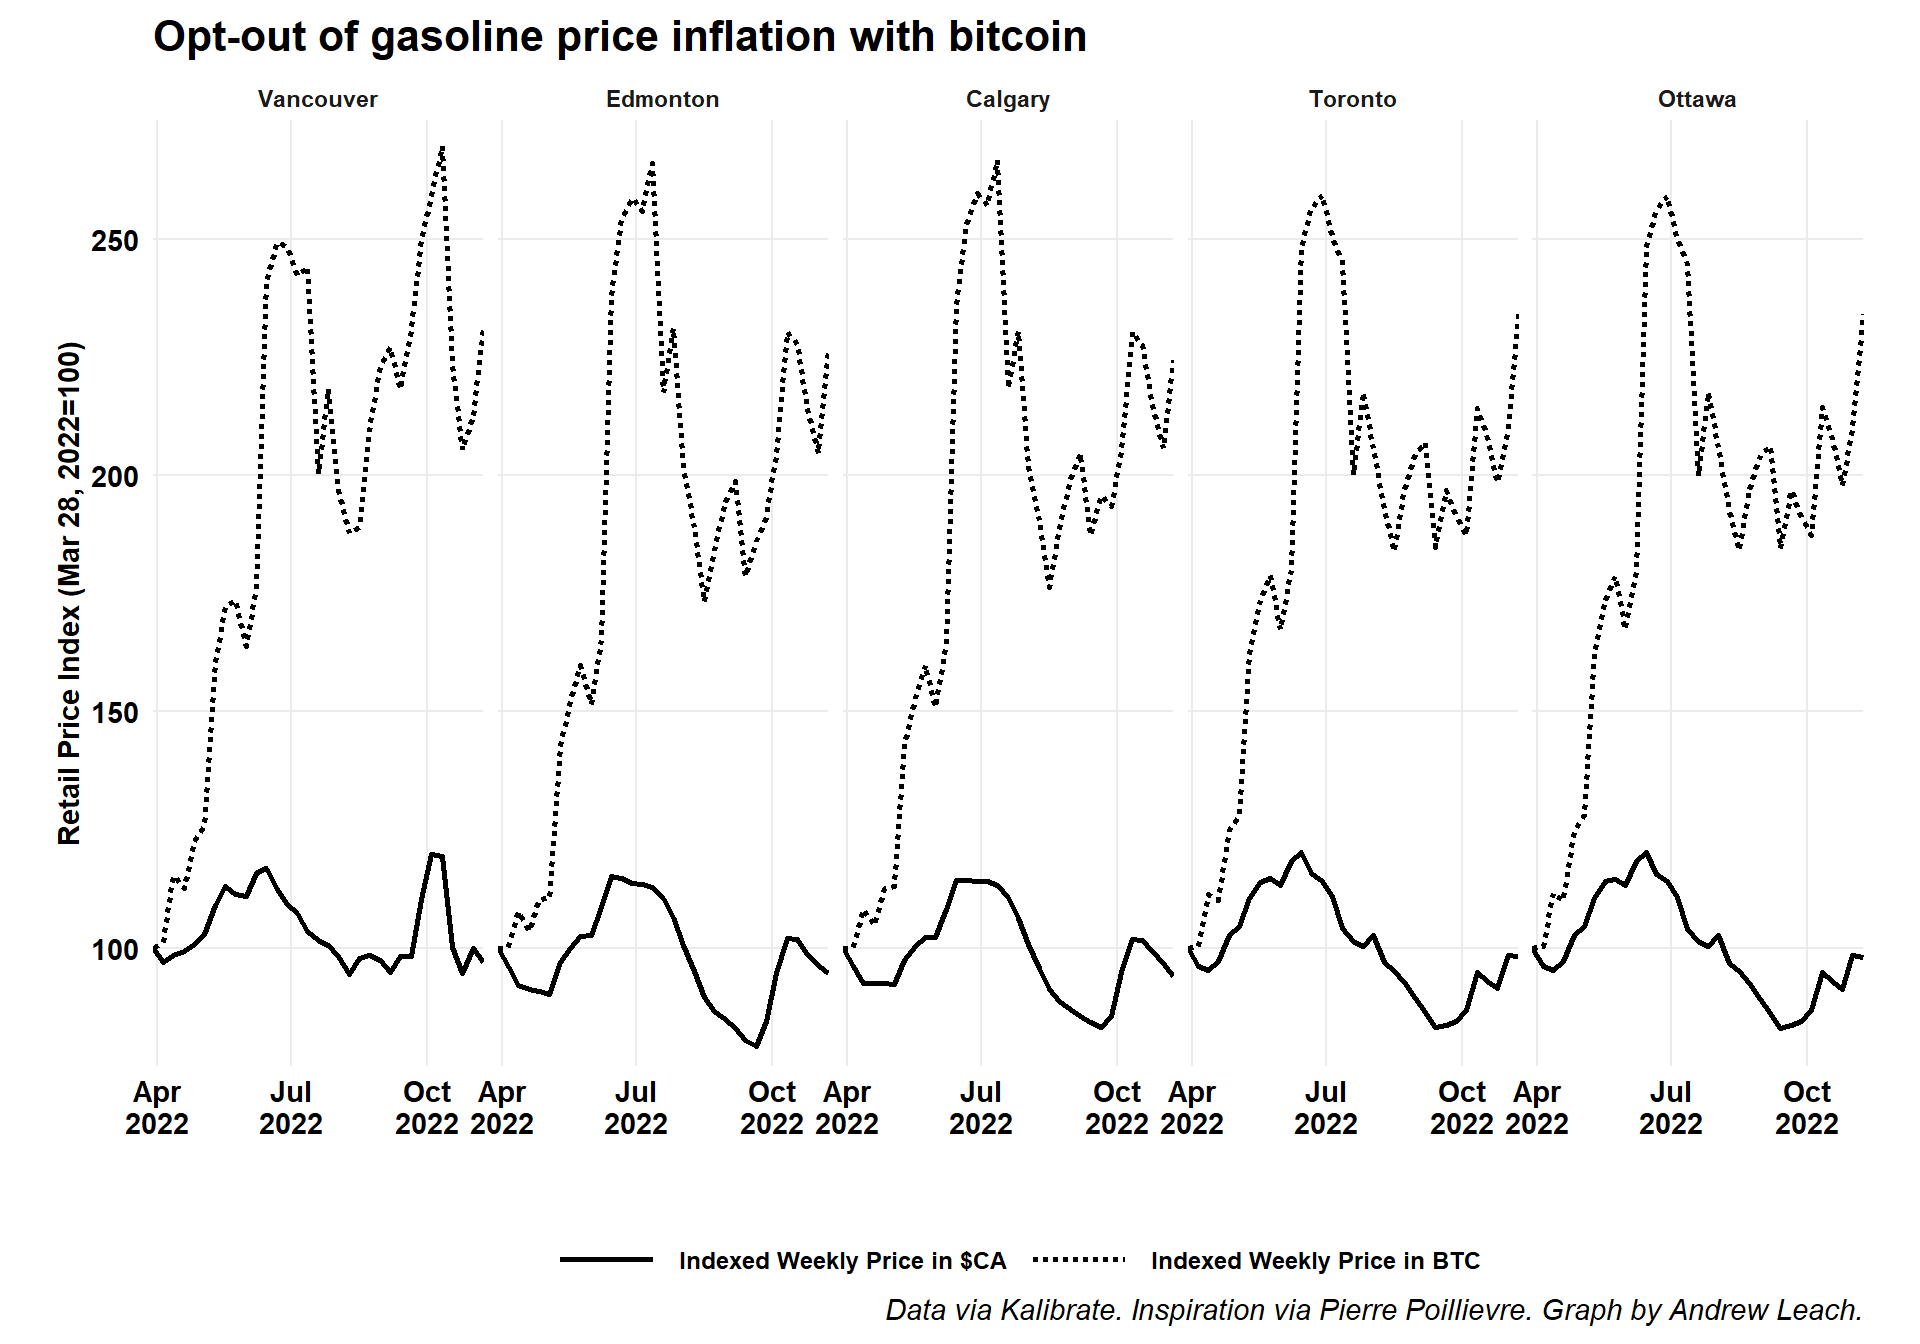 Opt-out of gasoline price inflation with bitcoin
Vancouver Edmonton Calgary Toronto Ottawa
Retail Price Index (Mar 28, 2022=100)
250
200
150
100
Apr Jul Oct Apr Jul Oct Apr Jul Oct Apr Jul Oct Apr Jul Oct
2022 2022 2022 2022 2022 2022 2022 2022 2022 2022 2022 2022 2022 2022 2022
Indexed Weekly Price in $CA Indexed Weekly Price in BTC
Data via Kalibrate. Inspiration via Pierre Poillievre. Graph by Andrew Leach.